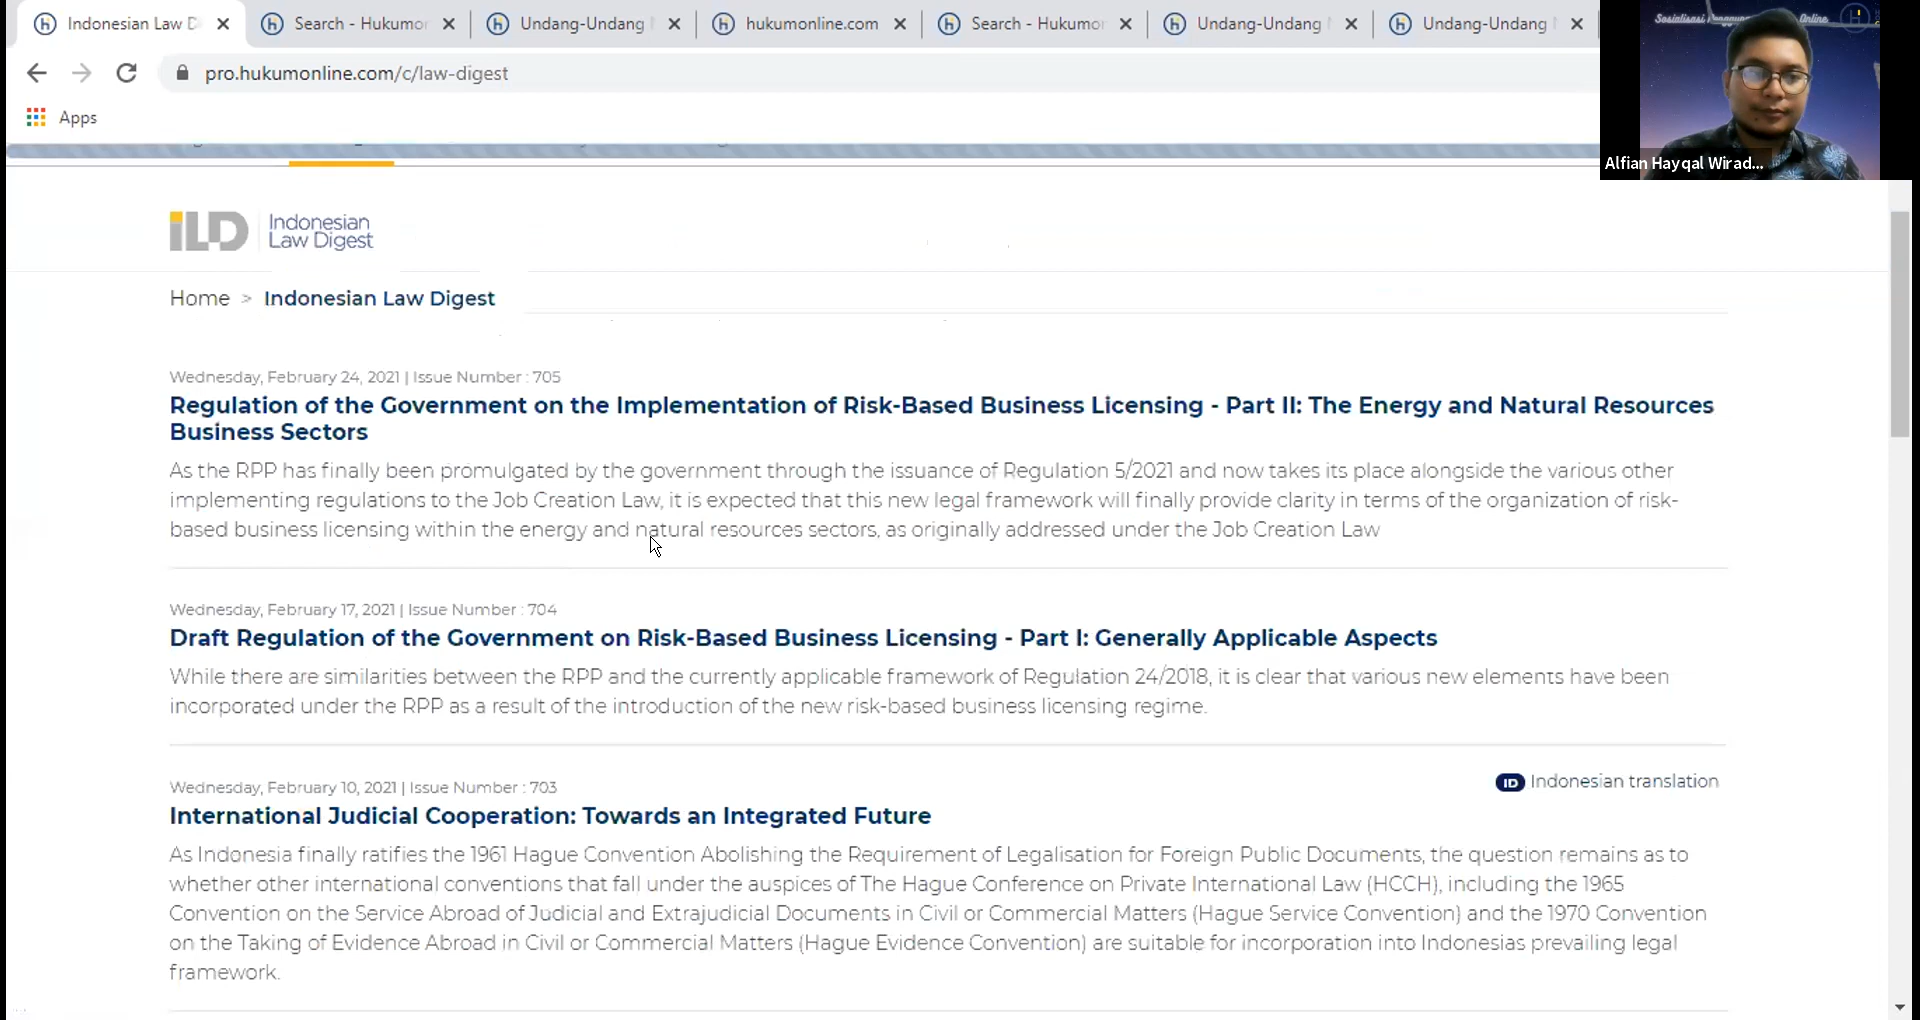 Indonesian Law D
Search - Hukumor
Undang-Undang
hukumonline.com
Search - Hukumor
Undang-Undang
Undang-Undang
Sosialisasi
Online
pro.hukumonline.com/c/law-digest
Apps
Alfian Hayqal Wirad...
iLD
Indonesian
Law Digest
Home > Indonesian Law Digest
Wednesday, February 24, 2021 | Issue Number : 705
Regulation of the Government on the Implementation of Risk-Based Business Licensing - Part II: The Energy and Natural Resources
Business Sectors
As the RPP has finally been promulgated by the government through the issuance of Regulation 5/2021 and now takes its place alongside the various other
implementing regulations to the Job Creation Law, it is expected that this new legal framework will finally provide clarity in terms of the organization of risk-
based business licensing within the energy and natural resources sectors, as originally addressed under the Job Creation Law
Wednesday, February 17, 2021 | Issue Number : 704
Draft Regulation of the Government on Risk-Based Business Licensing - Part I: Generally Applicable Aspects
While there are similarities between the RPP and the currently applicable framework of Regulation 24/2018, it is clear that various new elements have been
incorporated under the RPP as a result of the introduction of the new risk-based business licensing regime.
Wednesday, February 10, 2021 | Issue Number : 703
ID Indonesian translation
International Judicial Cooperation: Towards an Integrated Future
As Indonesia finally ratifies the 1961 Hague Convention Abolishing the Requirement of Legalisation for Foreign Public Documents, the question remains as to
whether other international conventions that fall under the auspices of The Hague Conference on Private International Law (HCCH), including the 1965
Convention on the Service Abroad of Judicial and Extrajudicial Documents in Civil or Commercial Matters (Hague Service Convention) and the 1970 Convention
on the Taking of Evidence Abroad in Civil or Commercial Matters (Hague Evidence Convention) are suitable for incorporation into Indonesias prevailing legal
framework.